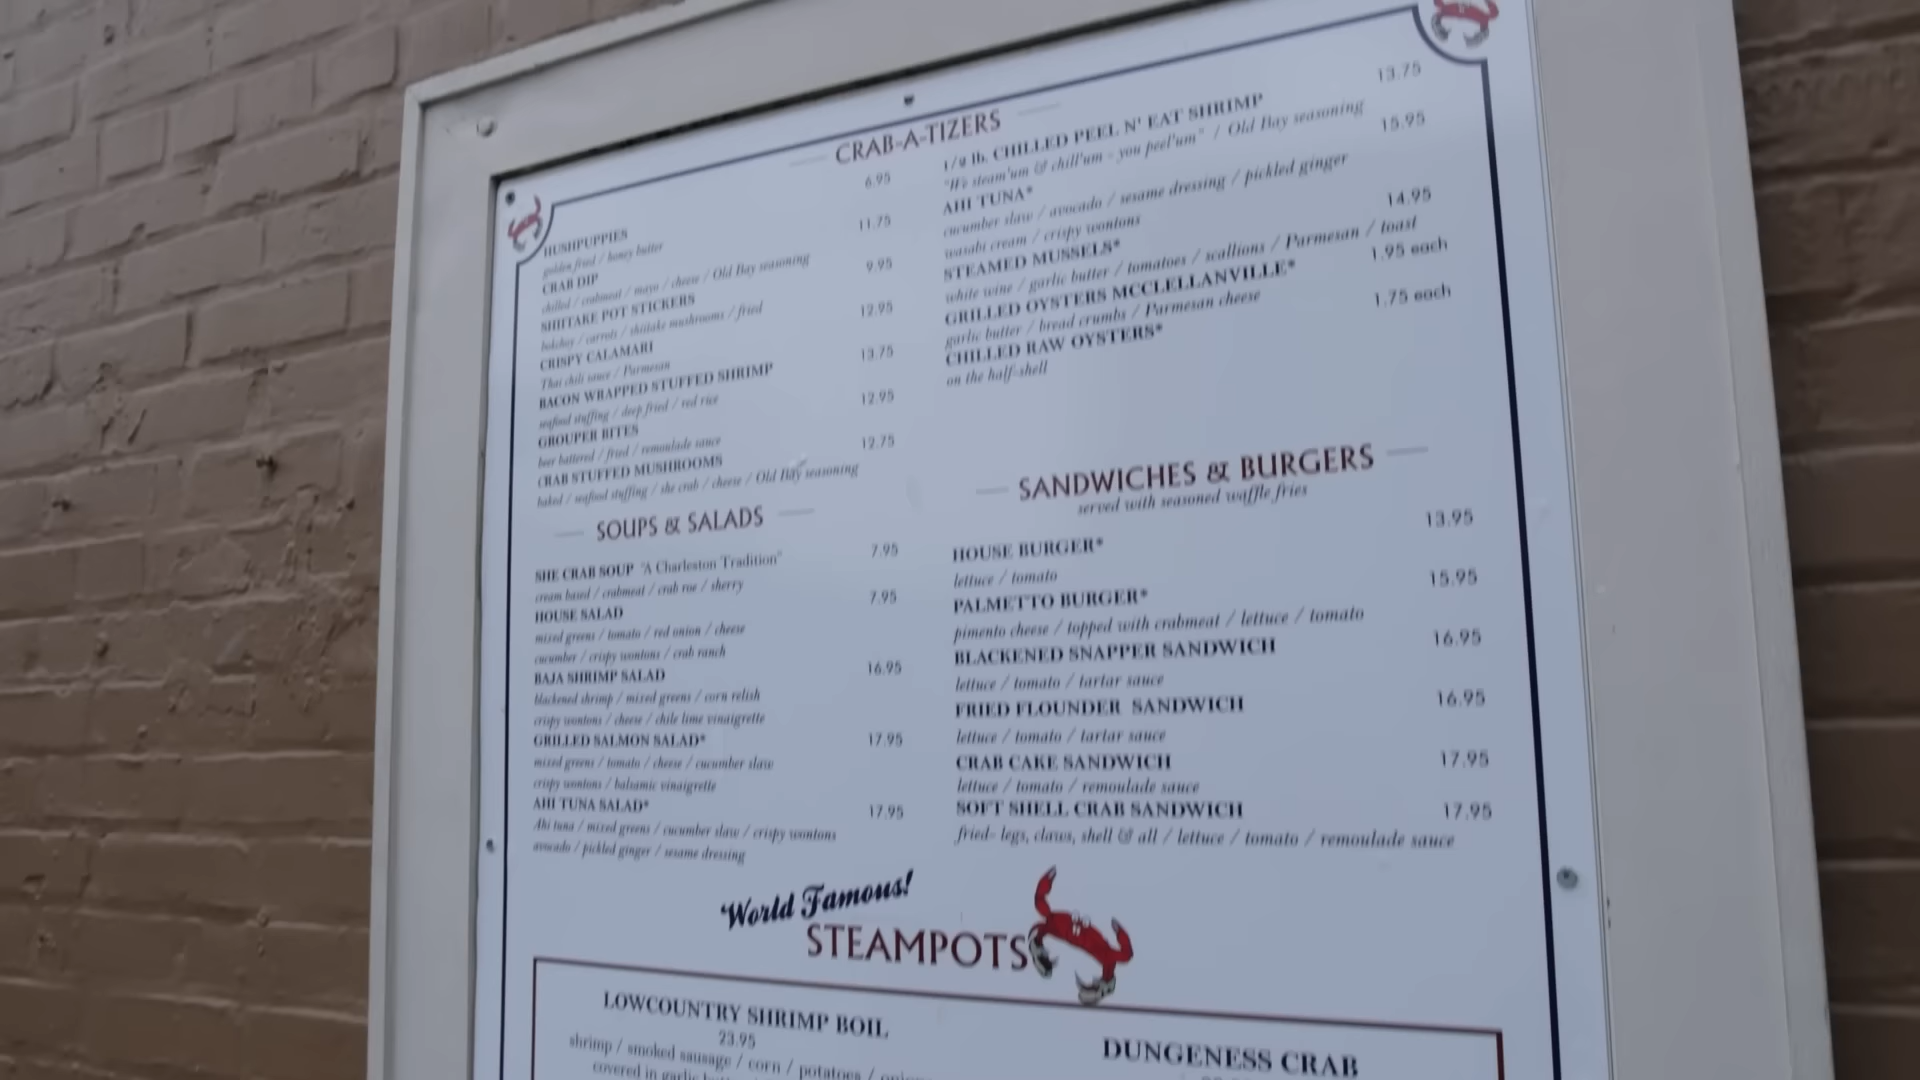 CRAB-A-TIZERS
HUSHPUPPIES 6.95
golden fried / honey butter
CRAB DIP 11.75
chilled / crabmeat / mayo / cheese / Old Bay seasoning
SHIITAKE POT STICKERS 9.95
bokchoy / carrots / shiitake mushrooms / fried
CRISPY CALAMARI 12.95
Thai chili sauce / Parmesan
BACON WRAPPED STUFFED SHRIMP 13.75
seafood stuffing / deep fried / red rice
GROUPER BITES 12.95
beer battered / fried / remoulade sauce
CRAB STUFFED MUSHROOMS 12.75
baked / seafood stuffing / she crab / cheese / Old Bay seasoning
1/2 lb. CHILLED PEEL N' EAT SHRIMP 13.75
"We steam'um & chill'um - you peel'um" / Old Bay seasoning
AHI TUNA* 15.95
cucumber slaw / avocado / sesame dressing / pickled ginger
wasabi cream / crispy wontons
STEAMED MUSSELS* 14.95
white wine / garlic butter / tomatoes / scallions / Parmesan / toast
GRILLED OYSTERS MCCLELLANVILLE* 1.95 each
garlic butter / bread crumbs / Parmesan cheese
CHILLED RAW OYSTERS* 1.75 each
on the half-shell
SOUPS & SALADS
SHE CRAB SOUP "A Charleston Tradition" 7.95
cream based / crabmeat / crab roe / sherry
HOUSE SALAD 7.95
mixed greens / tomato / red onion / cheese
cucumber / crispy wontons / crab ranch
BAJA SHRIMP SALAD 16.95
blackened shrimp / mixed greens / corn relish
crispy wontons / cheese / chile lime vinaigrette
GRILLED SALMON SALAD* 17.95
mixed greens / tomato / cheese / cucumber slaw
crispy wontons / balsamic vinaigrette
AHI TUNA SALAD* 17.95
Ahi tuna / mixed greens / cucumber slaw / crispy wontons
avocado / pickled ginger / sesame dressing
SANDWICHES & BURGERS
served with seasoned waffle fries
HOUSE BURGER* 13.95
lettuce / tomato
PALMETTO BURGER* 15.95
pimento cheese / topped with crabmeat / lettuce / tomato
BLACKENED SNAPPER SANDWICH 16.95
lettuce / tomato / tartar sauce
FRIED FLOUNDER SANDWICH 16.95
lettuce / tomato / tartar sauce
CRAB CAKE SANDWICH 17.95
lettuce / tomato / remoulade sauce
SOFT SHELL CRAB SANDWICH 17.95
fried- legs, claws, shell & all / lettuce / tomato / remoulade sauce
World Famous!
STEAMPOTS
LOWCOUNTRY SHRIMP BOIL
23.95
shrimp / smoked sausage / corn / potatoes /
covered in garlic
DUNGENESS CRAB